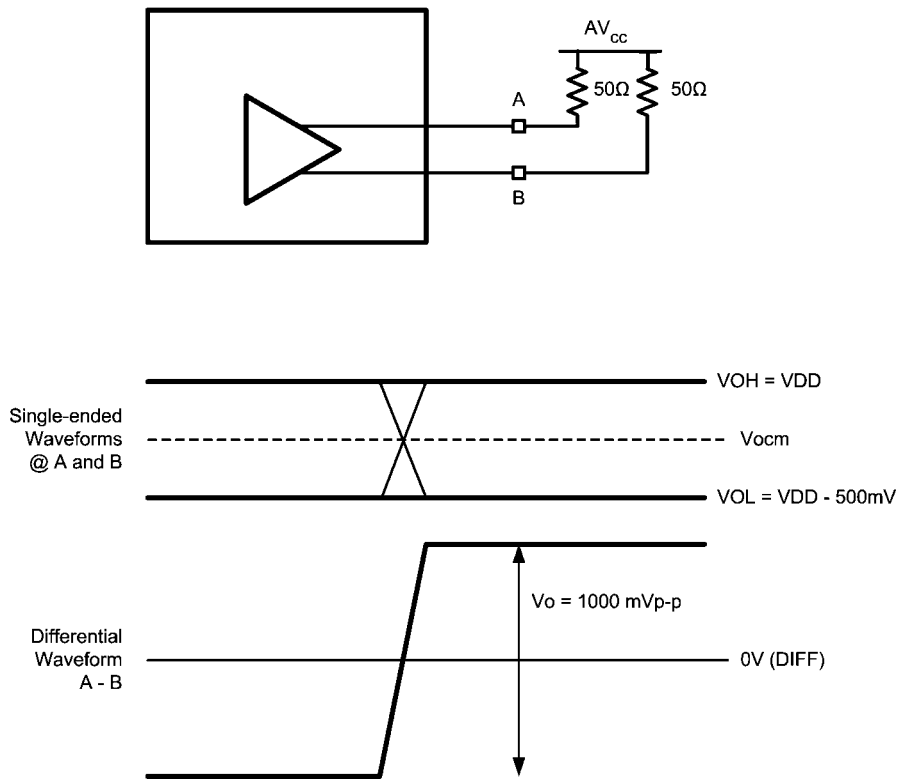 AVcc
50Ω
50Ω
A
B
VOH = VDD
Single-ended
Waveforms
@ A and B
Vocm
VOL = VDD - 500mV
Vo = 1000 mVp-p
Differential
Waveform
A - B
0V (DIFF)